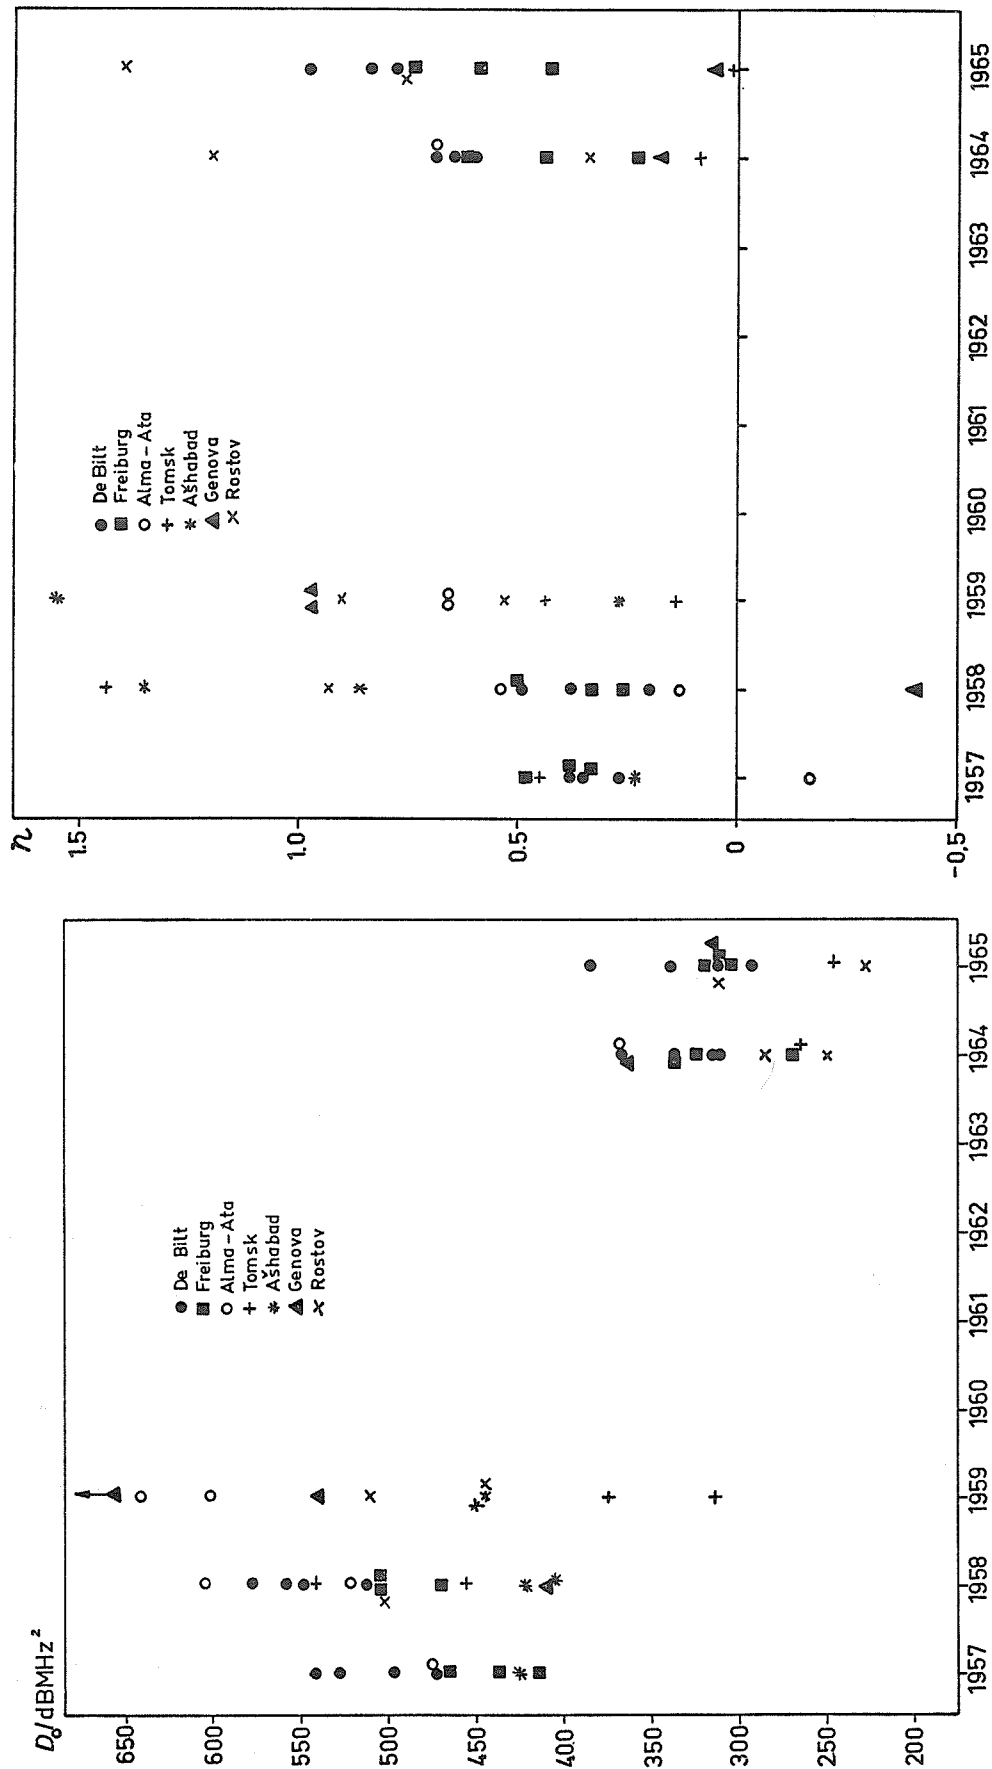 D₀/dBMHz²
650
600
550
500
450
400
350
300
250
200
1957
1958
1959
1960
1961
1962
1963
1964
1965
De Bilt
Freiburg
Alma-Ata
Tomsk
Ašhabad
Genova
Rostov
n
1.5
1.0
0.5
0
-0,5
1957
1958
1959
1960
1961
1962
1963
1964
1965
De Bilt
Freiburg
Alma-Ata
Tomsk
Ašhabad
Genova
Rostov